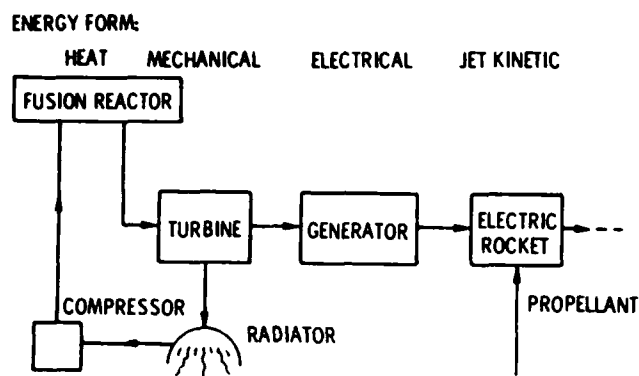 ENERGY FORM:
HEAT MECHANICAL ELECTRICAL JET KINETIC
FUSION REACTOR
TURBINE
GENERATOR
ELECTRIC
ROCKET
COMPRESSOR
RADIATOR
PROPELLANT